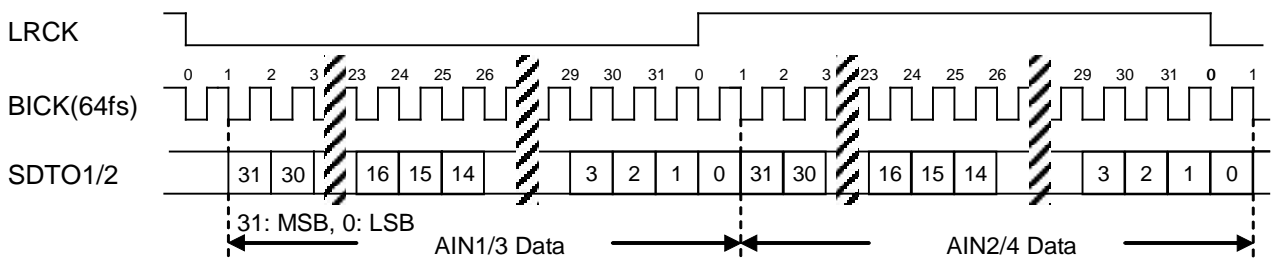 LRCK
0 1 2 3 23 24 25 26 29 30 31 0 1 2 3 23 24 25 26 29 30 31 0 1
BICK(64fs)
SDTO1/2 31 30 16 15 14 3 2 1 0 31 30 16 15 14 3 2 1 0
31: MSB, 0: LSB
AIN1/3 Data AIN2/4 Data